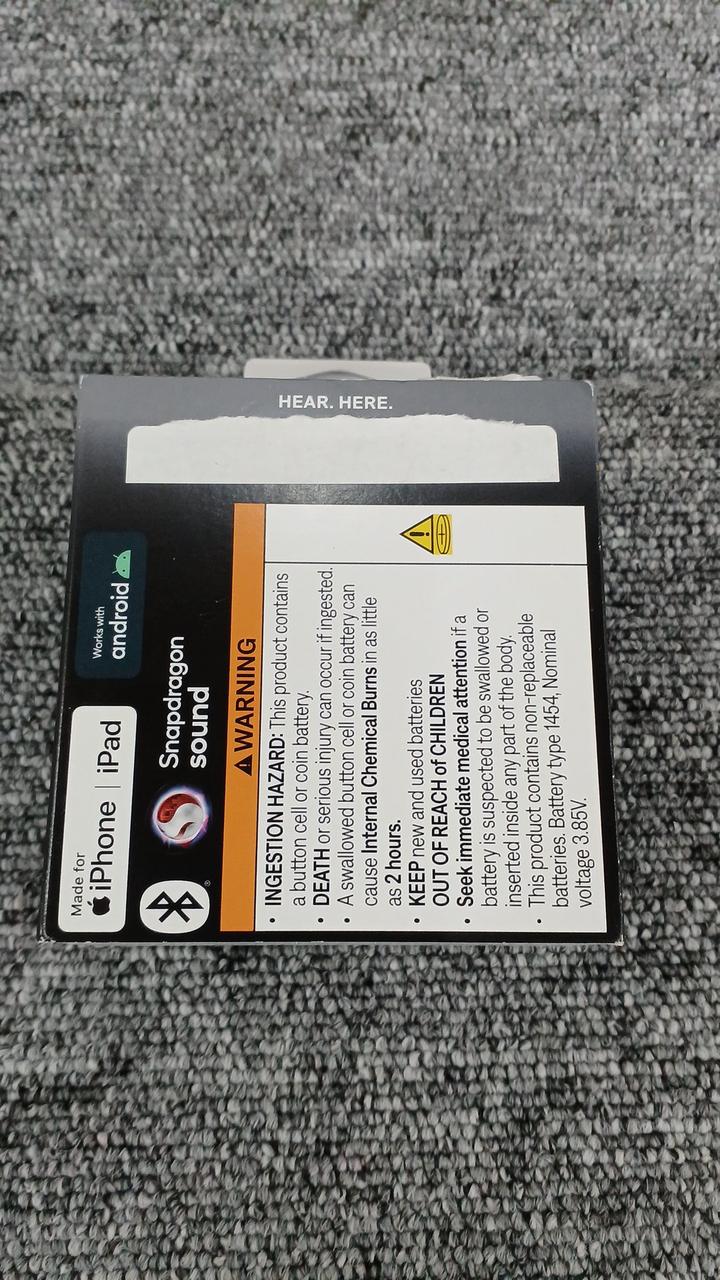 HEAR. HERE.
Made for
iPhone | iPad
Works with
android
Snapdragon
sound
®
⚠WARNING
• INGESTION HAZARD: This product contains
a button cell or coin battery.
• DEATH or serious injury can occur if ingested.
• A swallowed button cell or coin battery can
cause Internal Chemical Burns in as little
as 2 hours.
• KEEP new and used batteries
OUT OF REACH of CHILDREN
• Seek immediate medical attention if a
battery is suspected to be swallowed or
inserted inside any part of the body.
• This product contains non-replaceable
batteries. Battery type 1454, Nominal
voltage 3.85V.